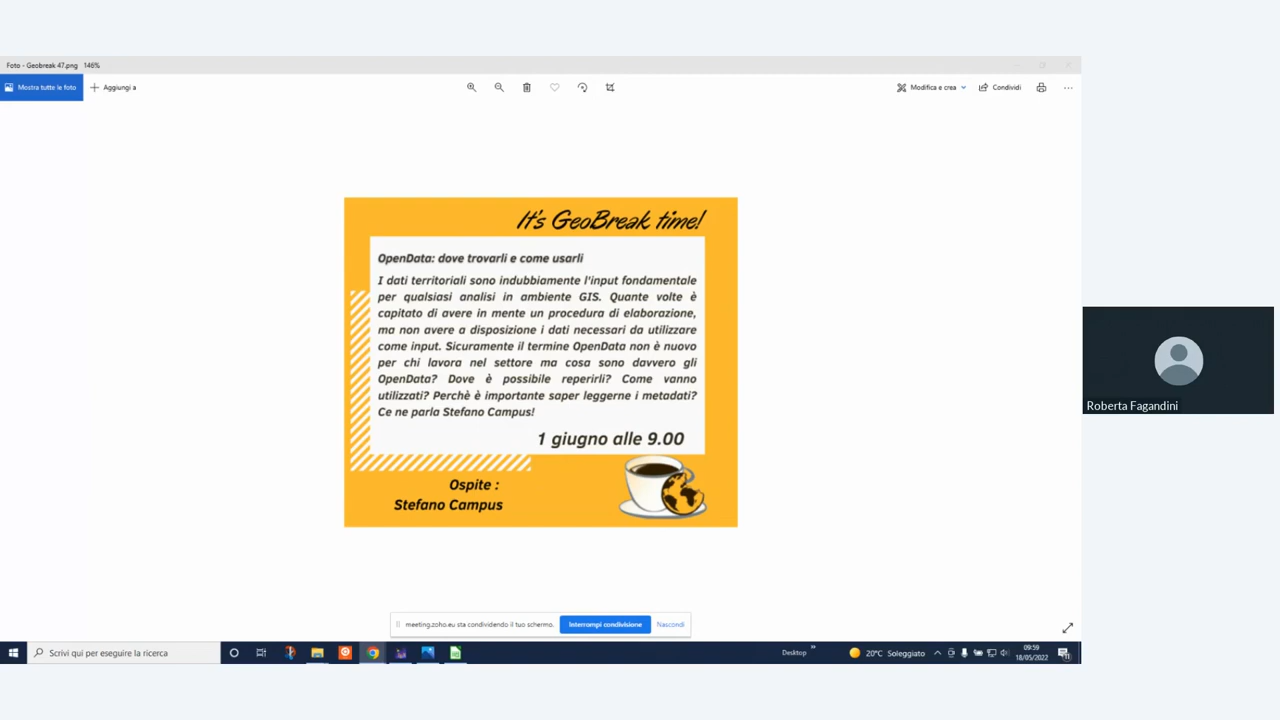 Foto - Geobreak 47.png 146%
Mostra tutte le foto
Aggiungi a
Modifica e crea
Condividi
It's GeoBreak time!
OpenData: dove trovarli e come usarli
I dati territoriali sono indubbiamente l'input fondamentale
per qualsiasi analisi in ambiente GIS. Quante volte è
capitato di avere in mente un procedura di elaborazione,
ma non avere a disposizione i dati necessari da utilizzare
come input. Sicuramente il termine OpenData non è nuovo
per chi lavora nel settore ma cosa sono davvero gli
OpenData? Dove è possibile reperirli? Come vanno
utilizzati? Perchè è importante saper leggerne i metadati?
Ce ne parla Stefano Campus!
1 giugno alle 9.00
Ospite :
Stefano Campus
Roberta Fagandini
meeting.zoho.eu sta condividendo il tuo schermo.
Interrompi condivisione
Nascondi
Scrivi qui per eseguire la ricerca
Desktop
20°C Soleggiato
09:59
18/05/2022